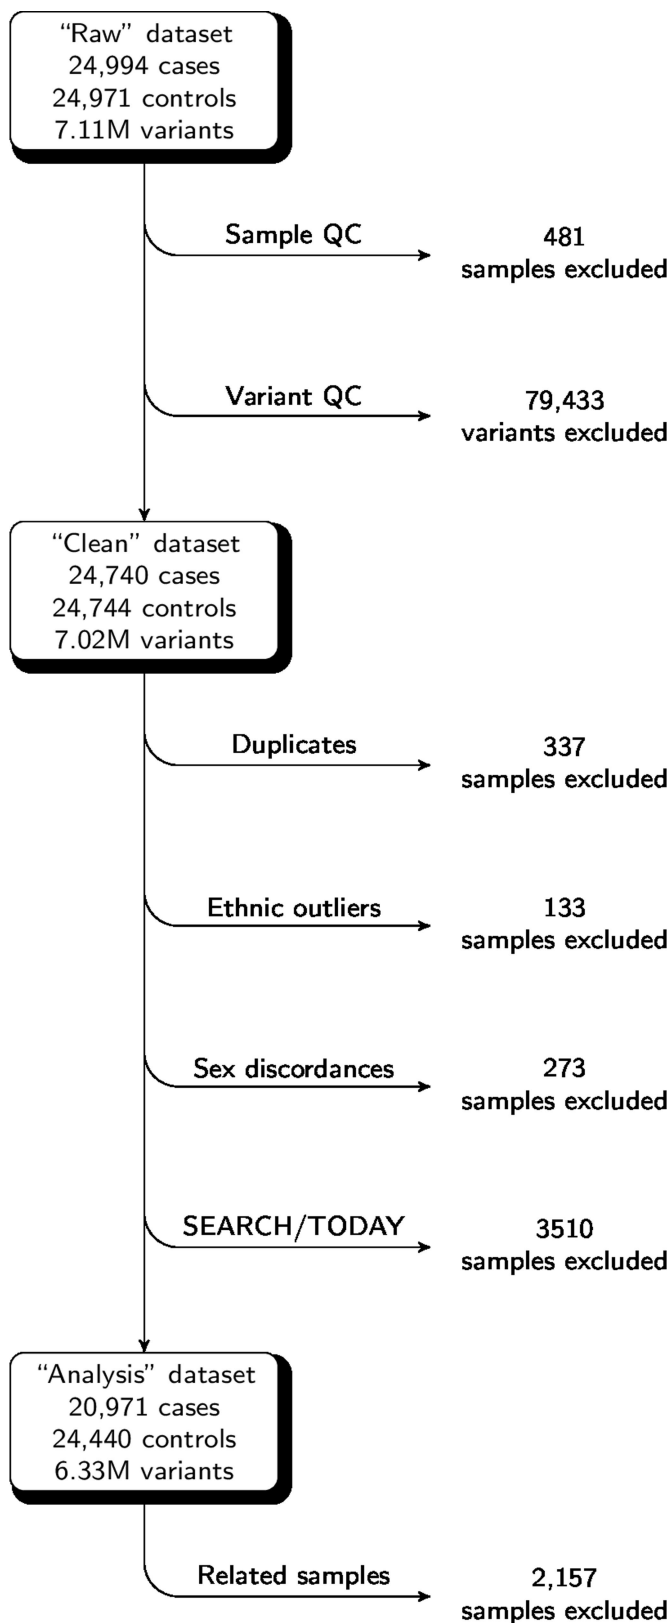 “Raw” dataset
24,994 cases
24,971 controls
7.11M variants
Sample QC
481
samples excluded
Variant QC
79,433
variants excluded
“Clean” dataset
24,740 cases
24,744 controls
7.02M variants
Duplicates
337
samples excluded
Ethnic outliers
133
samples excluded
Sex discordances
273
samples excluded
SEARCH/TODAY
3510
samples excluded
“Analysis” dataset
20,971 cases
24,440 controls
6.33M variants
Related samples
2,157
samples excluded